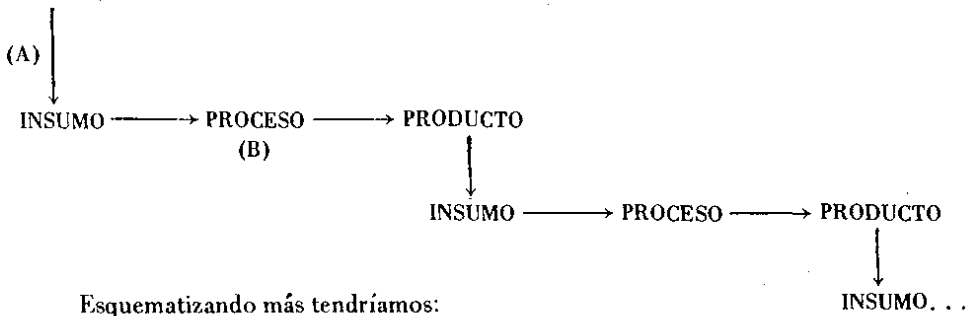 (A)
INSUMO PROCESO PRODUCTO
(B)
INSUMO PROCESO PRODUCTO
Esquematizando más tendríamos: INSUMO. . .